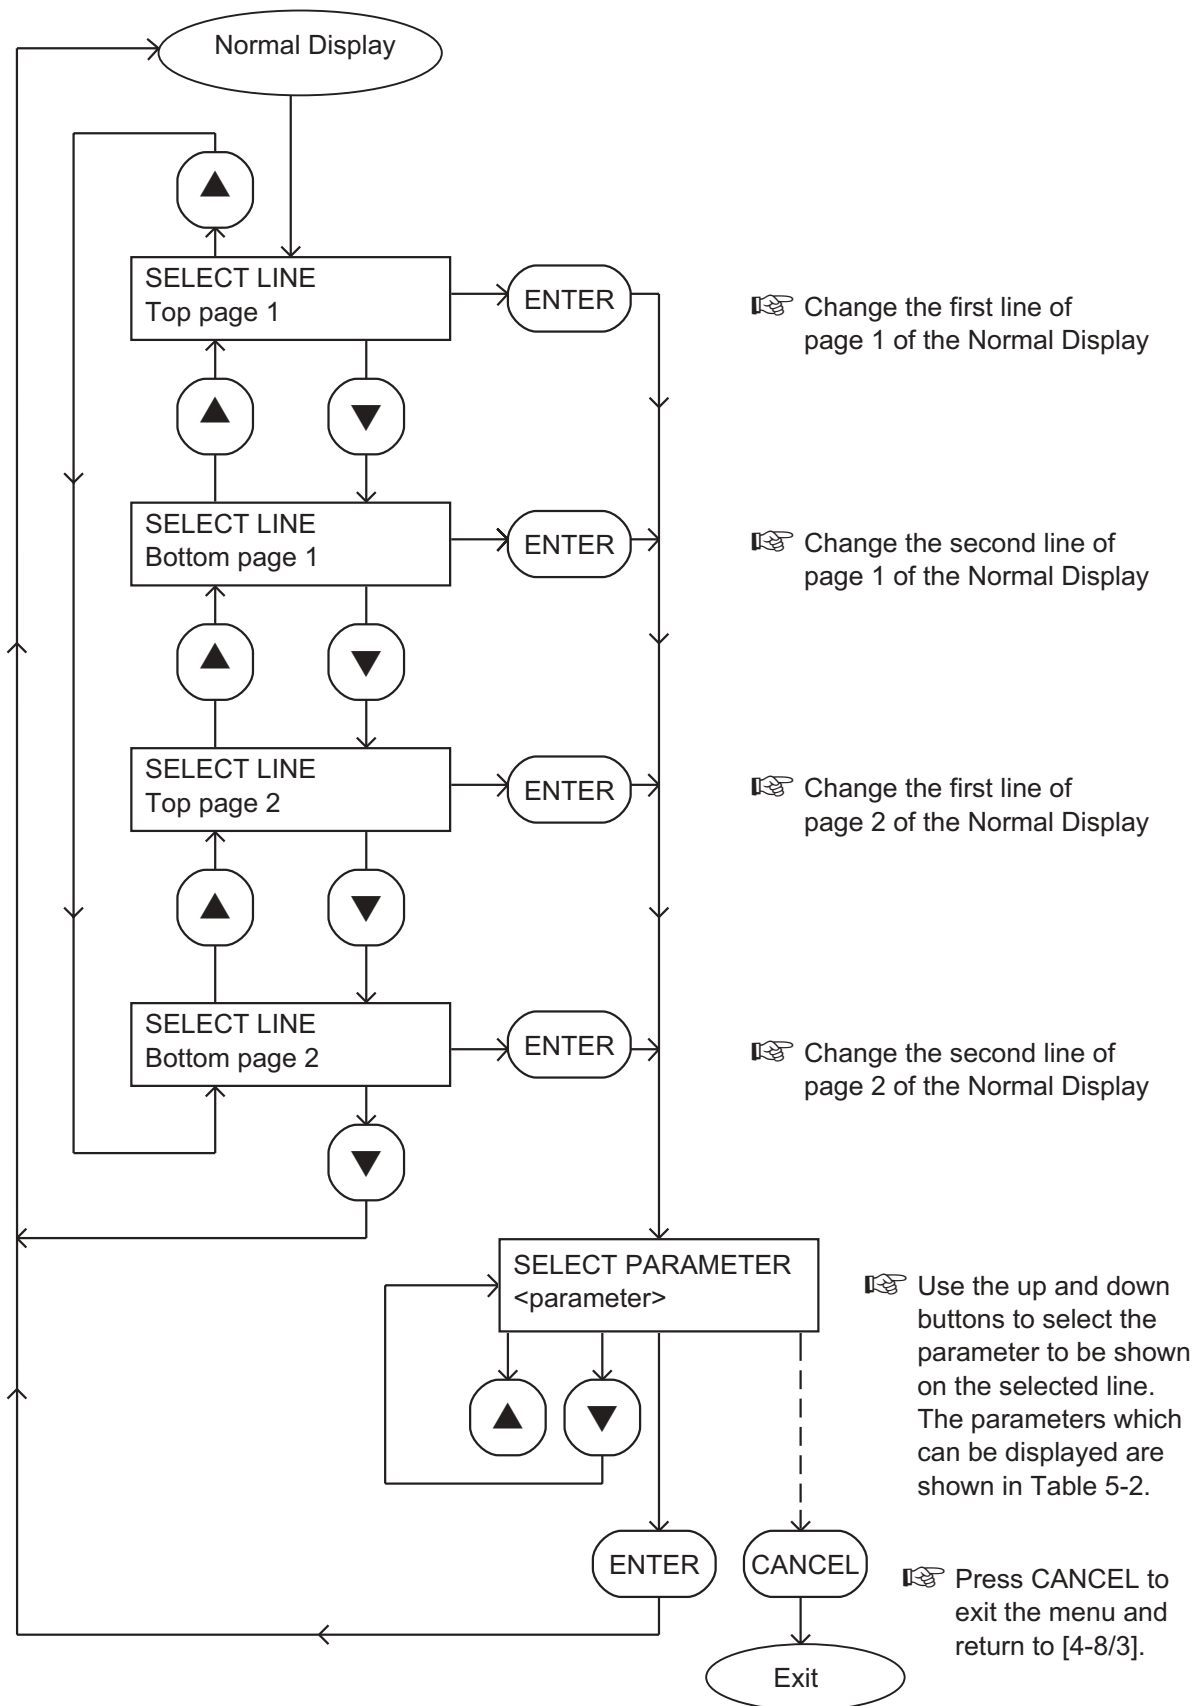 Normal Display
SELECT LINE
Top page 1
ENTER
Change the first line of
page 1 of the Normal Display
SELECT LINE
Bottom page 1
ENTER
Change the second line of
page 1 of the Normal Display
SELECT LINE
Top page 2
ENTER
Change the first line of
page 2 of the Normal Display
SELECT LINE
Bottom page 2
ENTER
Change the second line of
page 2 of the Normal Display
SELECT PARAMETER
<parameter>
Use the up and down
buttons to select the
parameter to be shown
on the selected line.
The parameters which
can be displayed are
shown in Table 5-2.
ENTER
CANCEL
Press CANCEL to
exit the menu and
return to [4-8/3].
Exit